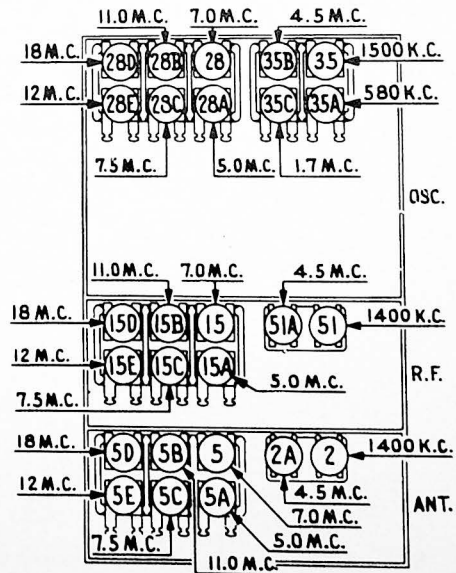 11.0 M.C. 7.0 M.C. 4.5 M.C.
18 M.C. 28D 28B 28 35B 35 1500 K.C.
12 M.C. 28E 28C 28A 35C 35A 580 K.C.
7.5 M.C. 5.0 M.C. 1.7 M.C.
OSC.
11.0 M.C. 7.0 M.C. 4.5 M.C.
18 M.C. 15D 15B 15 51A 51 1400 K.C.
12 M.C. 15E 15C 15A
R.F.
7.5 M.C. 5.0 M.C.
18 M.C. 5D 5B 5 2A 2 1400 K.C.
12 M.C. 5E 5C 5A 4.5 M.C.
7.0 M.C.
ANT.
7.5 M.C. 5.0 M.C.
11.0 M.C.